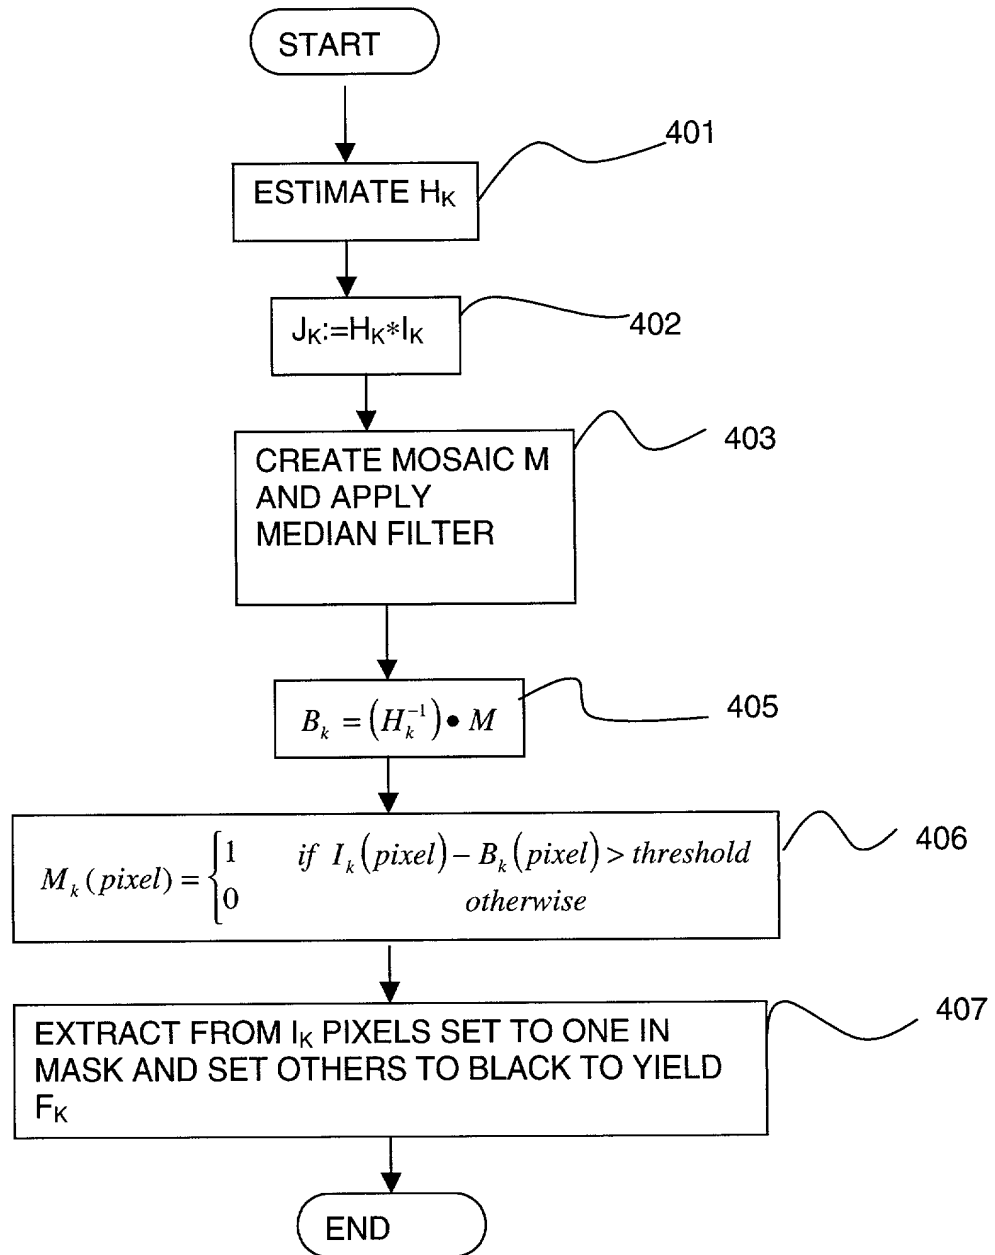 START
401
ESTIMATE H_K
J_K:=H_K*I_K
402
CREATE MOSAIC M
AND APPLY
MEDIAN FILTER
403
B_k = (H_k^{-1}) • M
405
M_k(pixel) = {1 if I_k(pixel) − B_k(pixel) > threshold
0 otherwise
406
EXTRACT FROM I_K PIXELS SET TO ONE IN
MASK AND SET OTHERS TO BLACK TO YIELD
F_K
407
END